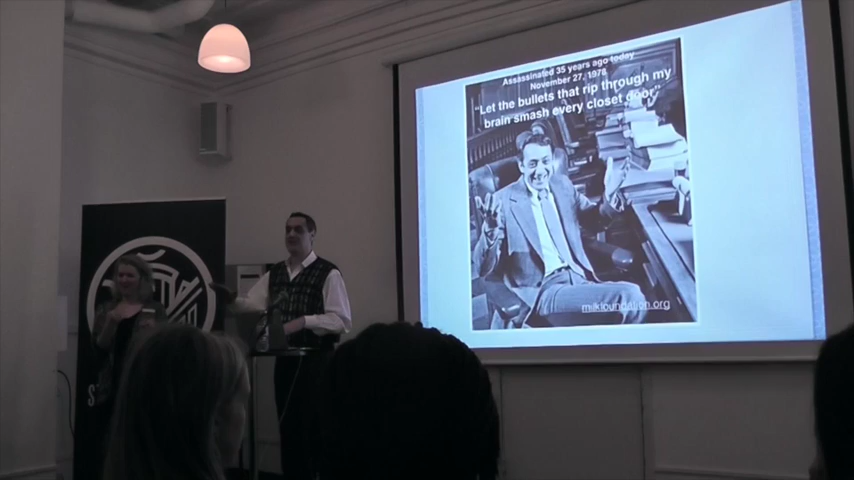 Assassinated 35 years ago today
November 27, 1978
“Let the bullets that rip through my
brain smash every closet door”
milkfoundation.org